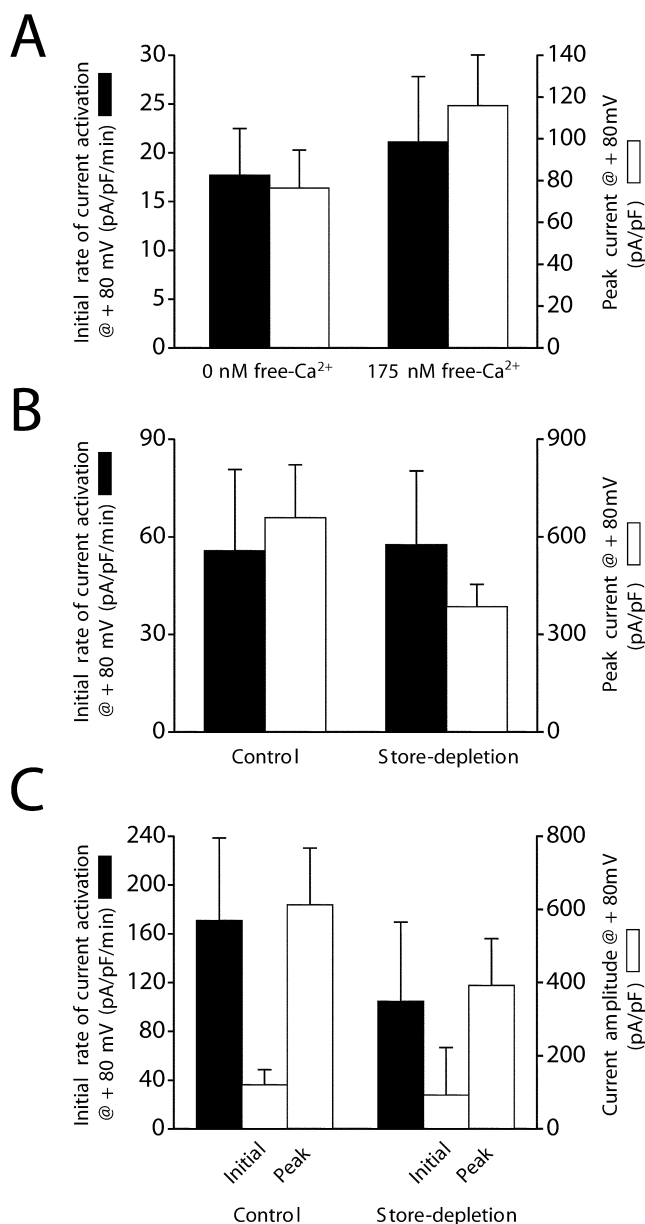 A
Initial rate of current activation
@ + 80 mV (pA/pF/min)
30
25
20
15
10
5
0
140
120
100
80
60
40
20
0
Peak current @ + 80mV
(pA/pF)
0 nM free-Ca²⁺
175 nM free-Ca²⁺
B
Initial rate of current activation
@ + 80 mV (pA/pF/min)
90
60
30
0
900
600
300
0
Peak current @ + 80mV
(pA/pF)
Control
Store-depletion
C
Initial rate of current activation
@ + 80 mV (pA/pF/min)
240
200
160
120
80
40
0
800
600
400
200
0
Current amplitude @ + 80mV
(pA/pF)
Initial
Peak
Initial
Peak
Control
Store-depletion